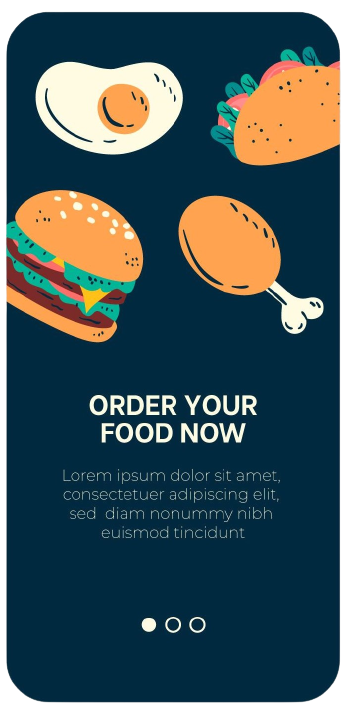 ORDER YOUR
FOOD NOW
Lorem ipsum dolor sit amet,
consectetuer adipiscing elit,
sed diam nonummy nibh
euismod tincidunt